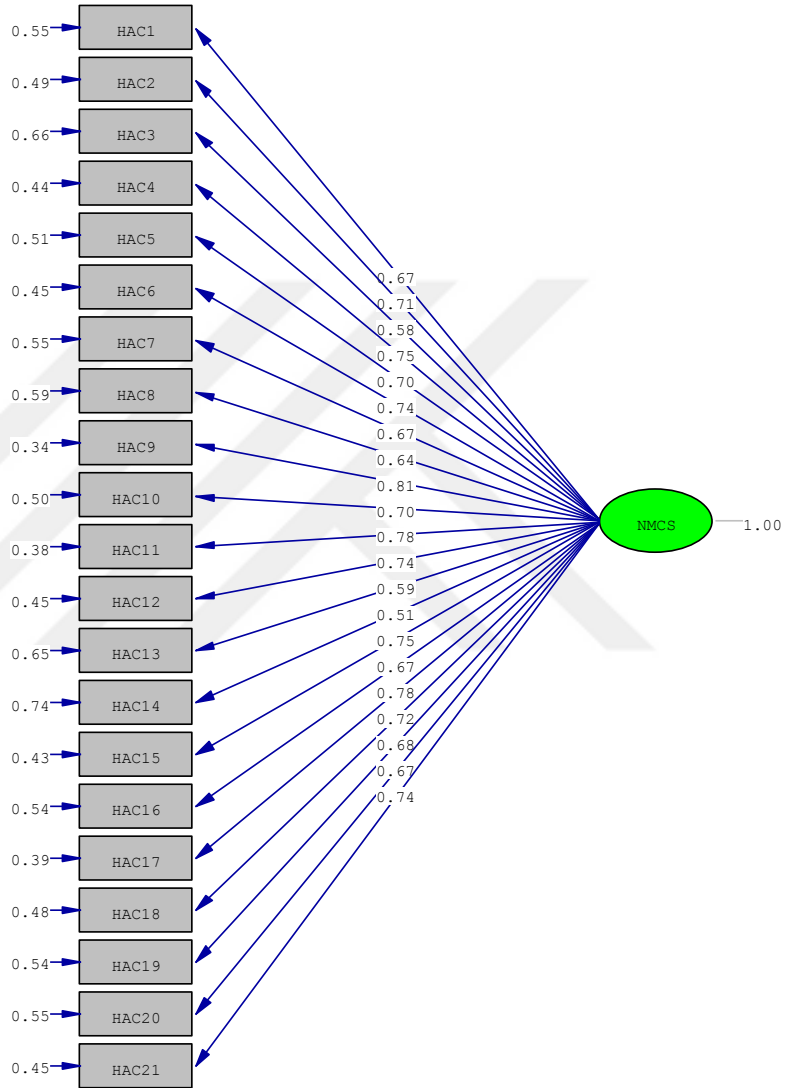 0.55 HAC1
0.49 HAC2
0.66 HAC3
0.44 HAC4
0.51 HAC5
0.45 HAC6
0.55 HAC7
0.59 HAC8
0.34 HAC9
0.50 HAC10
0.38 HAC11
0.45 HAC12
0.65 HAC13
0.74 HAC14
0.43 HAC15
0.54 HAC16
0.39 HAC17
0.48 HAC18
0.54 HAC19
0.55 HAC20
0.45 HAC21
0.67
0.71
0.58
0.75
0.70
0.74
0.67
0.64
0.81
0.70
0.78
0.74
0.59
0.51
0.75
0.67
0.78
0.72
0.68
0.67
0.74
NMCS 1.00